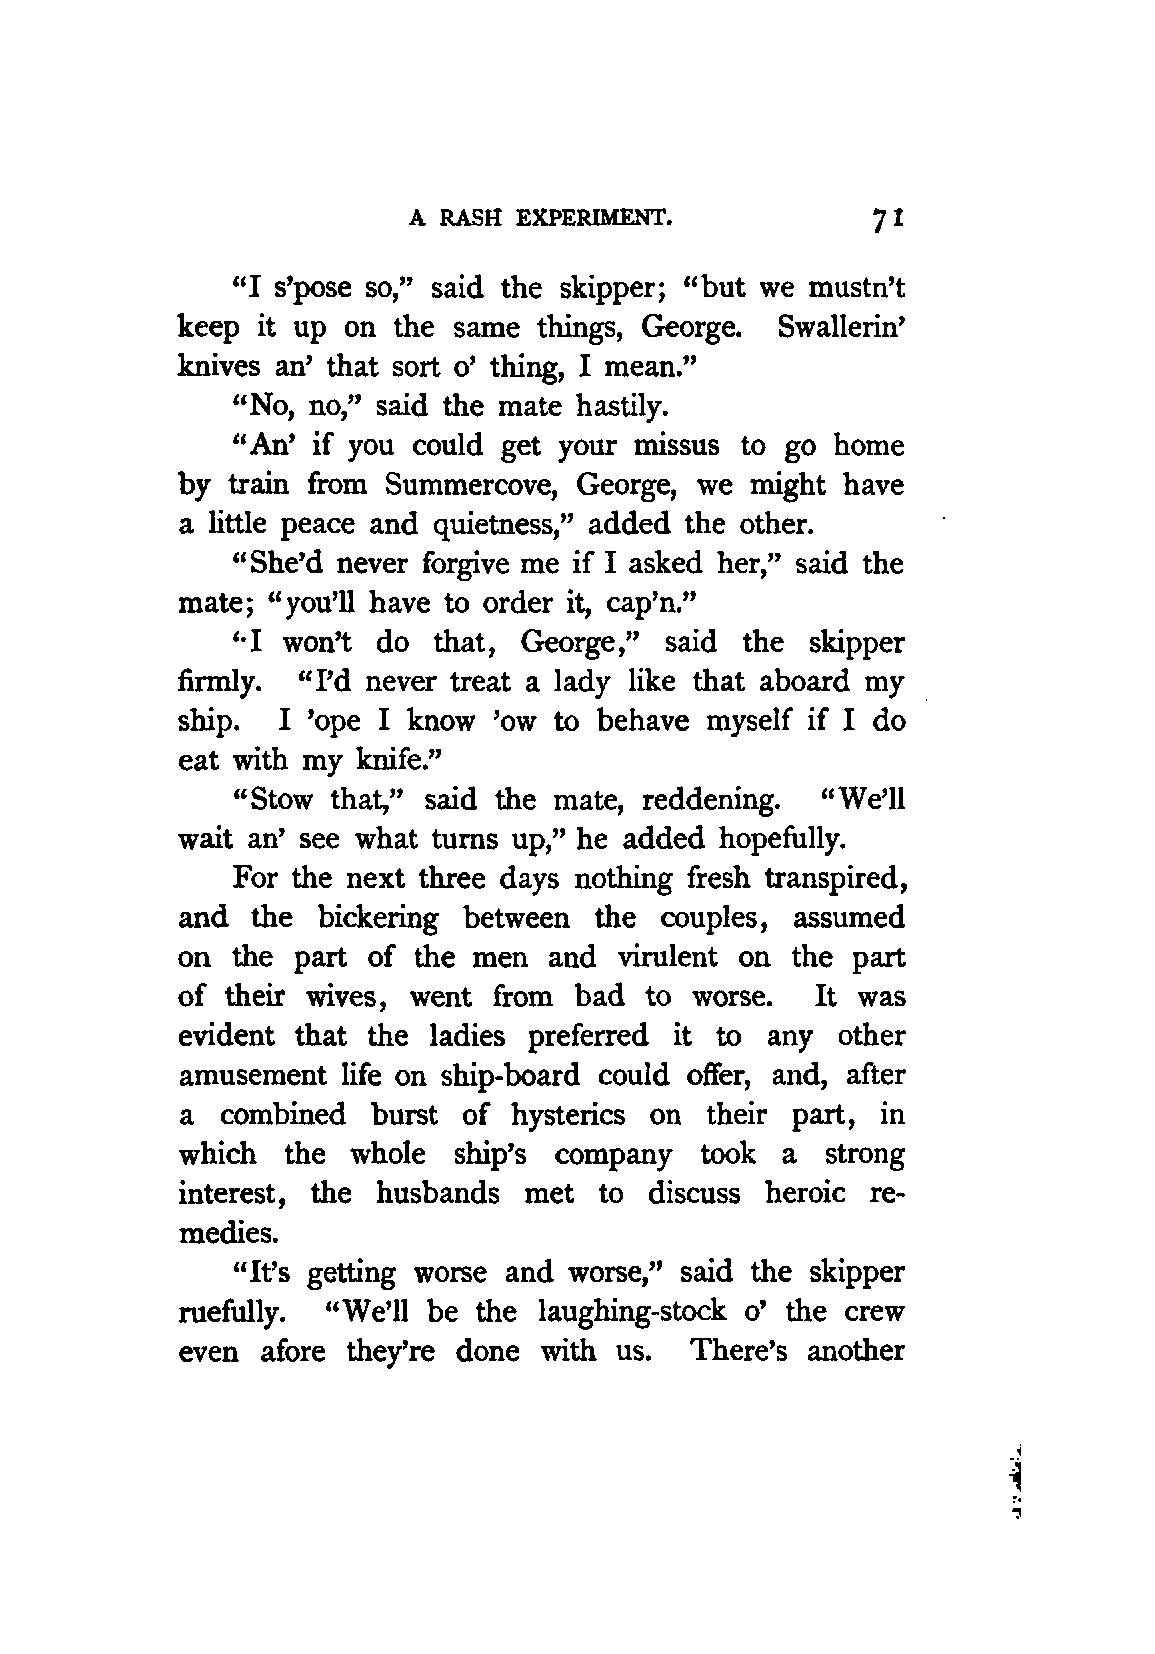 A RASH EXPERIMENT. 71
“I s’pose so,” said the skipper; “but we mustn’t
keep it up on the same things, George. Swallerin’
knives an’ that sort o’ thing, I mean.”
“No, no,” said the mate hastily.
“An’ if you could get your missus to go home
by train from Summercove, George, we might have
a little peace and quietness,” added the other.
“She’d never forgive me if I asked her,” said the
mate; “you’ll have to order it, cap’n.”
“I won’t do that, George,” said the skipper
firmly. “I’d never treat a lady like that aboard my
ship. I ’ope I know ’ow to behave myself if I do
eat with my knife.”
“Stow that,” said the mate, reddening. “We’ll
wait an’ see what turns up,” he added hopefully.
For the next three days nothing fresh transpired,
and the bickering between the couples, assumed
on the part of the men and virulent on the part
of their wives, went from bad to worse. It was
evident that the ladies preferred it to any other
amusement life on ship-board could offer, and, after
a combined burst of hysterics on their part, in
which the whole ship’s company took a strong
interest, the husbands met to discuss heroic re-
medies.
“It’s getting worse and worse,” said the skipper
ruefully. “We’ll be the laughing-stock o’ the crew
even afore they’re done with us. There’s another